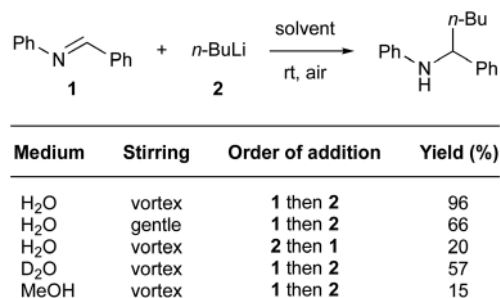 Ph N Ph + n-BuLi solvent rt, air Ph N H n-Bu Ph
1 2
Medium Stirring Order of addition Yield (%)
H₂O vortex 1 then 2 96
H₂O gentle 1 then 2 66
H₂O vortex 2 then 1 20
D₂O vortex 1 then 2 57
MeOH vortex 1 then 2 15